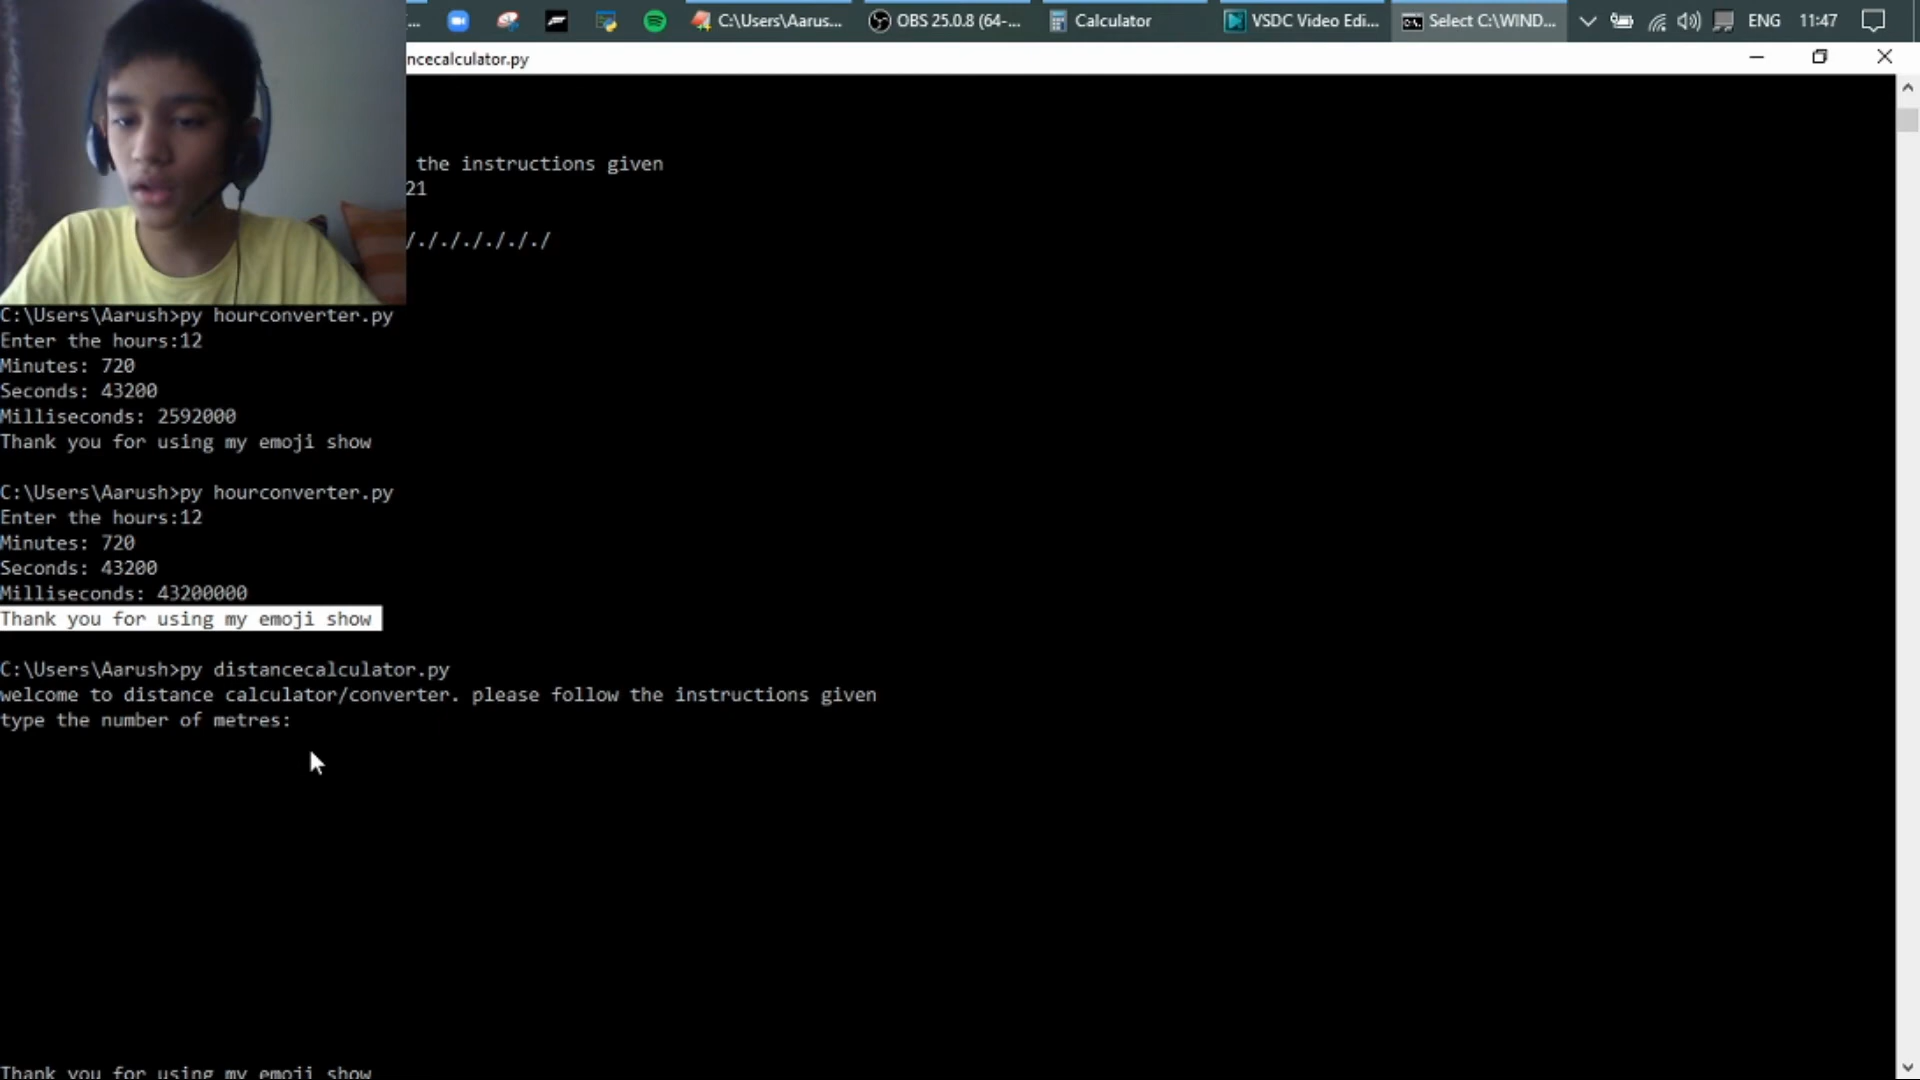 C:\Users\Aarus...
OBS 25.0.8 (64-...
Calculator
VSDC Video Edi...
Select C:\WIND...
ENG
11:47
ncecalculator.py
the instructions given
21
/./././././././
C:\Users\Aarush>py hourconverter.py
Enter the hours:12
Minutes: 720
Seconds: 43200
Milliseconds: 2592000
Thank you for using my emoji show
C:\Users\Aarush>py hourconverter.py
Enter the hours:12
Minutes: 720
Seconds: 43200
Milliseconds: 43200000
Thank you for using my emoji show
C:\Users\Aarush>py distancecalculator.py
welcome to distance calculator/converter. please follow the instructions given
type the number of metres:
Thank you for using my emoji show